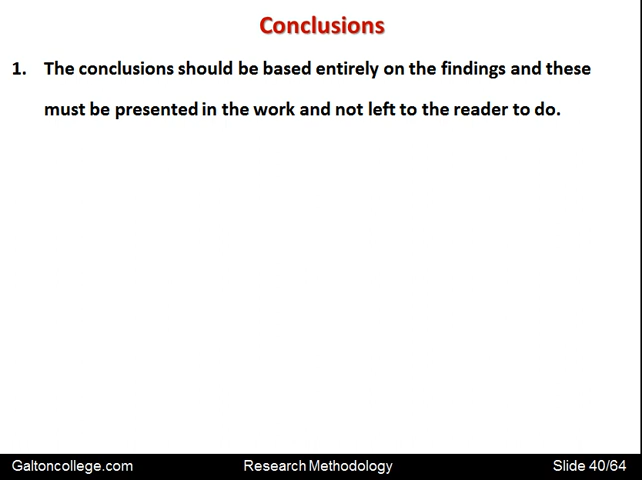 Conclusions
1. The conclusions should be based entirely on the findings and these
must be presented in the work and not left to the reader to do.
Galtoncollege.com Research Methodology Slide 40/64